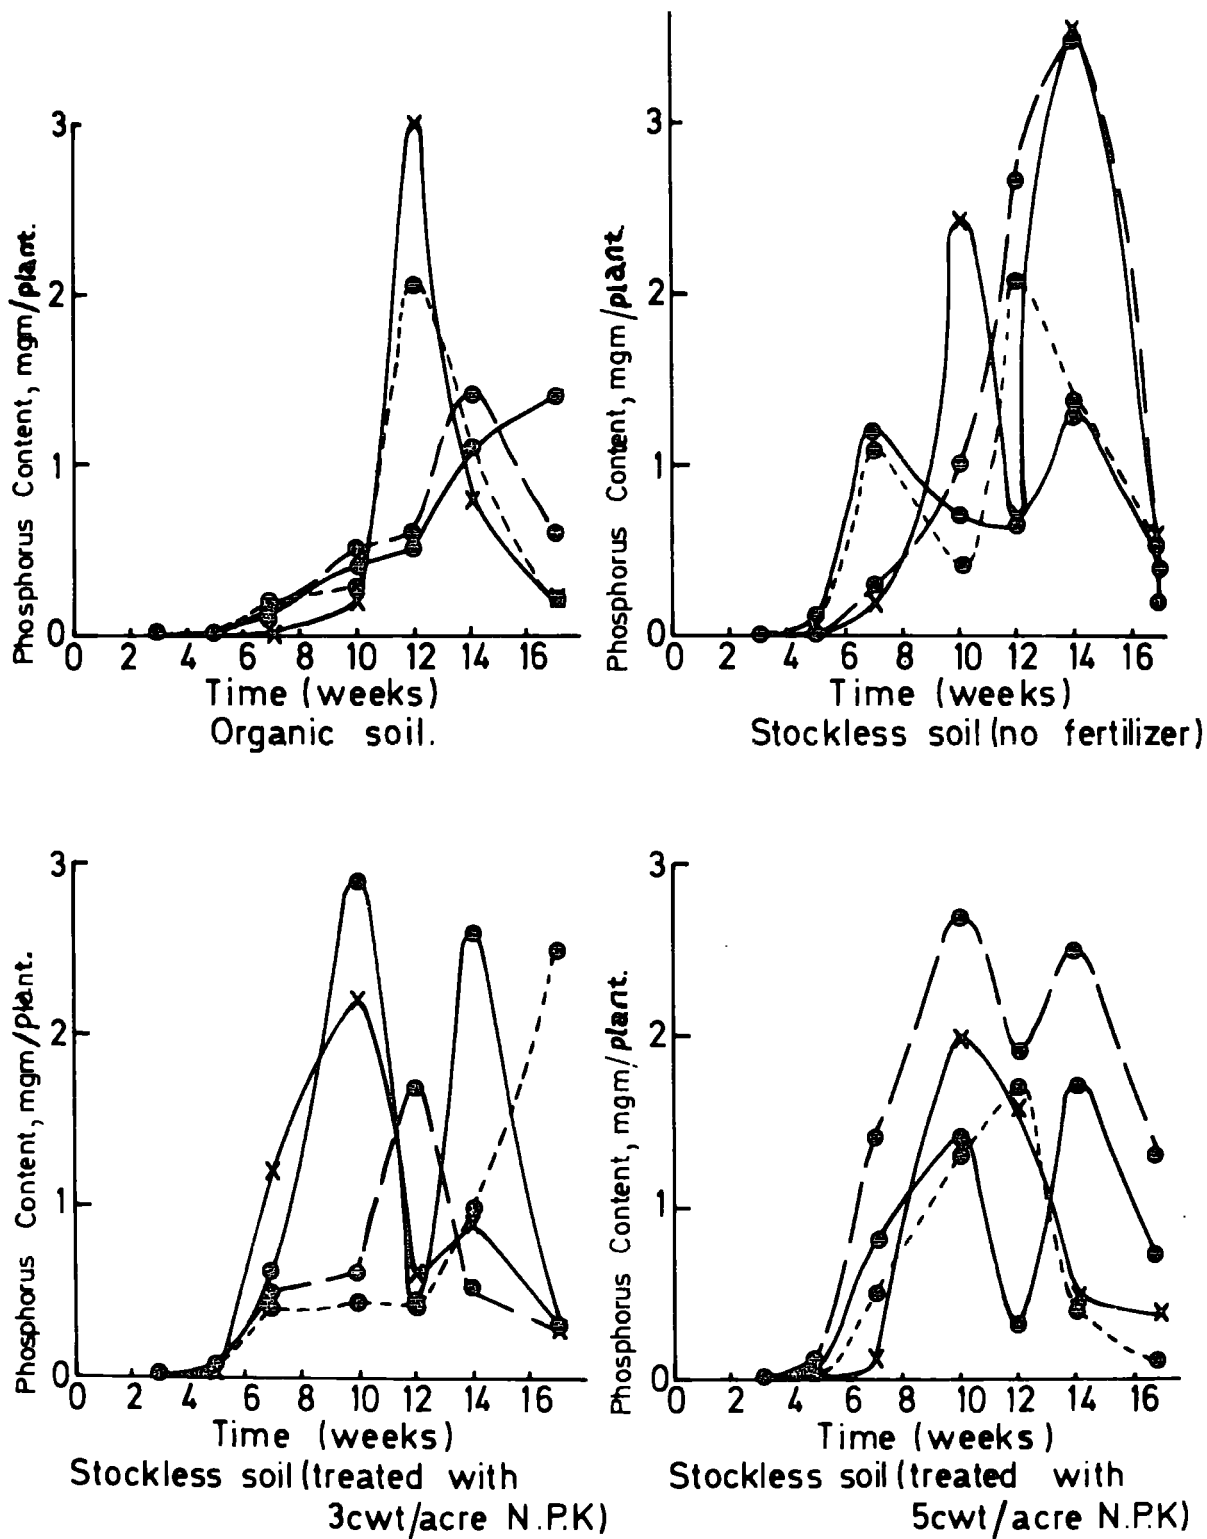 3
2
1
0
Phosphorus Content, mgm/plant.
0 2 4 6 8 10 12 14 16
Time (weeks)
Organic soil.
3
2
1
0
Phosphorus Content, mgm/plant.
0 2 4 6 8 10 12 14 16
Time (weeks)
Stockless soil (no fertilizer)
3
2
1
0
Phosphorus Content, mgm/plant.
0 2 4 6 8 10 12 14 16
Time (weeks)
Stockless soil (treated with
3cwt/acre N.P.K)
3
2
1
0
Phosphorus Content, mgm/plant.
0 2 4 6 8 10 12 14 16
Time (weeks)
Stockless soil (treated with
5cwt/acre N.P.K)